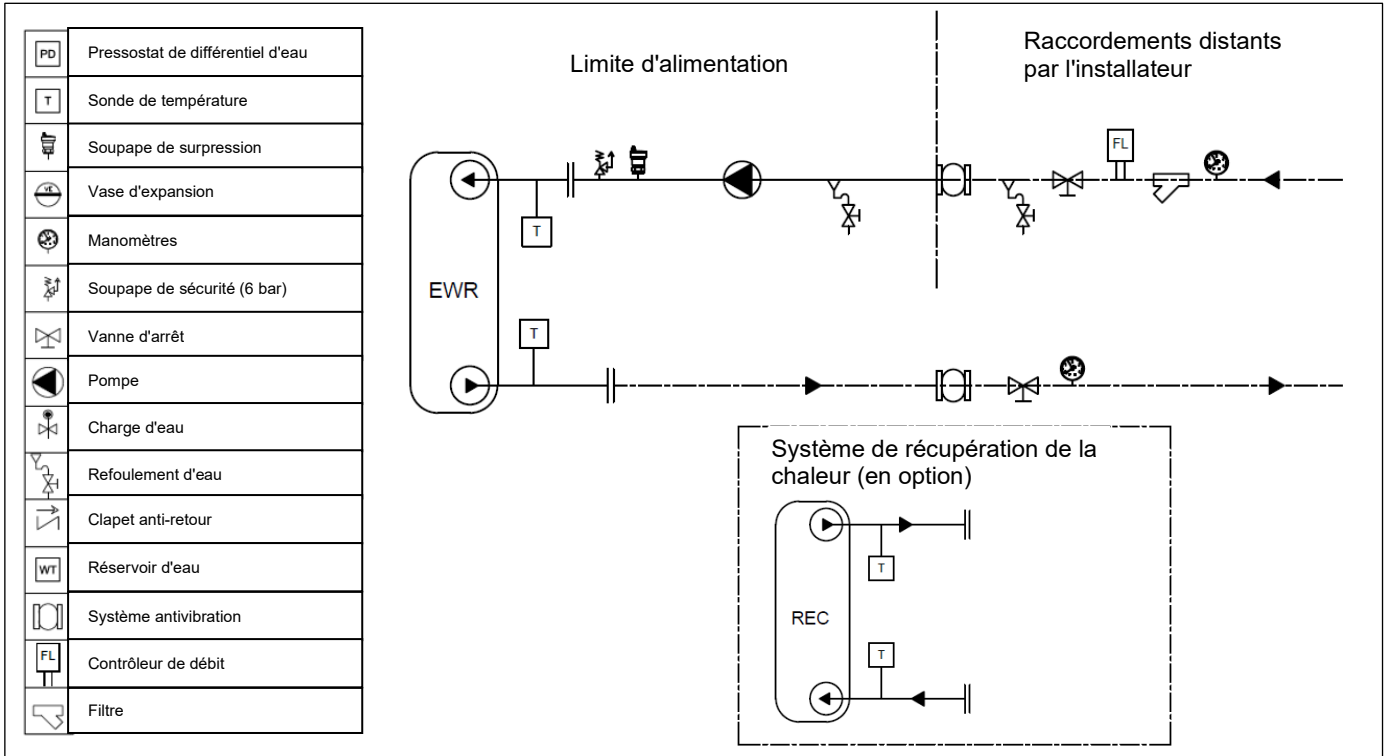 PD
Pressostat de différentiel d'eau
T
Sonde de température
Soupape de surpression
VE
Vase d'expansion
Manomètres
Soupape de sécurité (6 bar)
Vanne d'arrêt
Pompe
Charge d'eau
Refoulement d'eau
Clapet anti-retour
WT
Réservoir d'eau
Système antivibration
FL
Contrôleur de débit
Filtre
Limite d'alimentation
Raccordements distants
par l'installateur
FL
T
EWR
T
Système de récupération de la
chaleur (en option)
T
REC
T